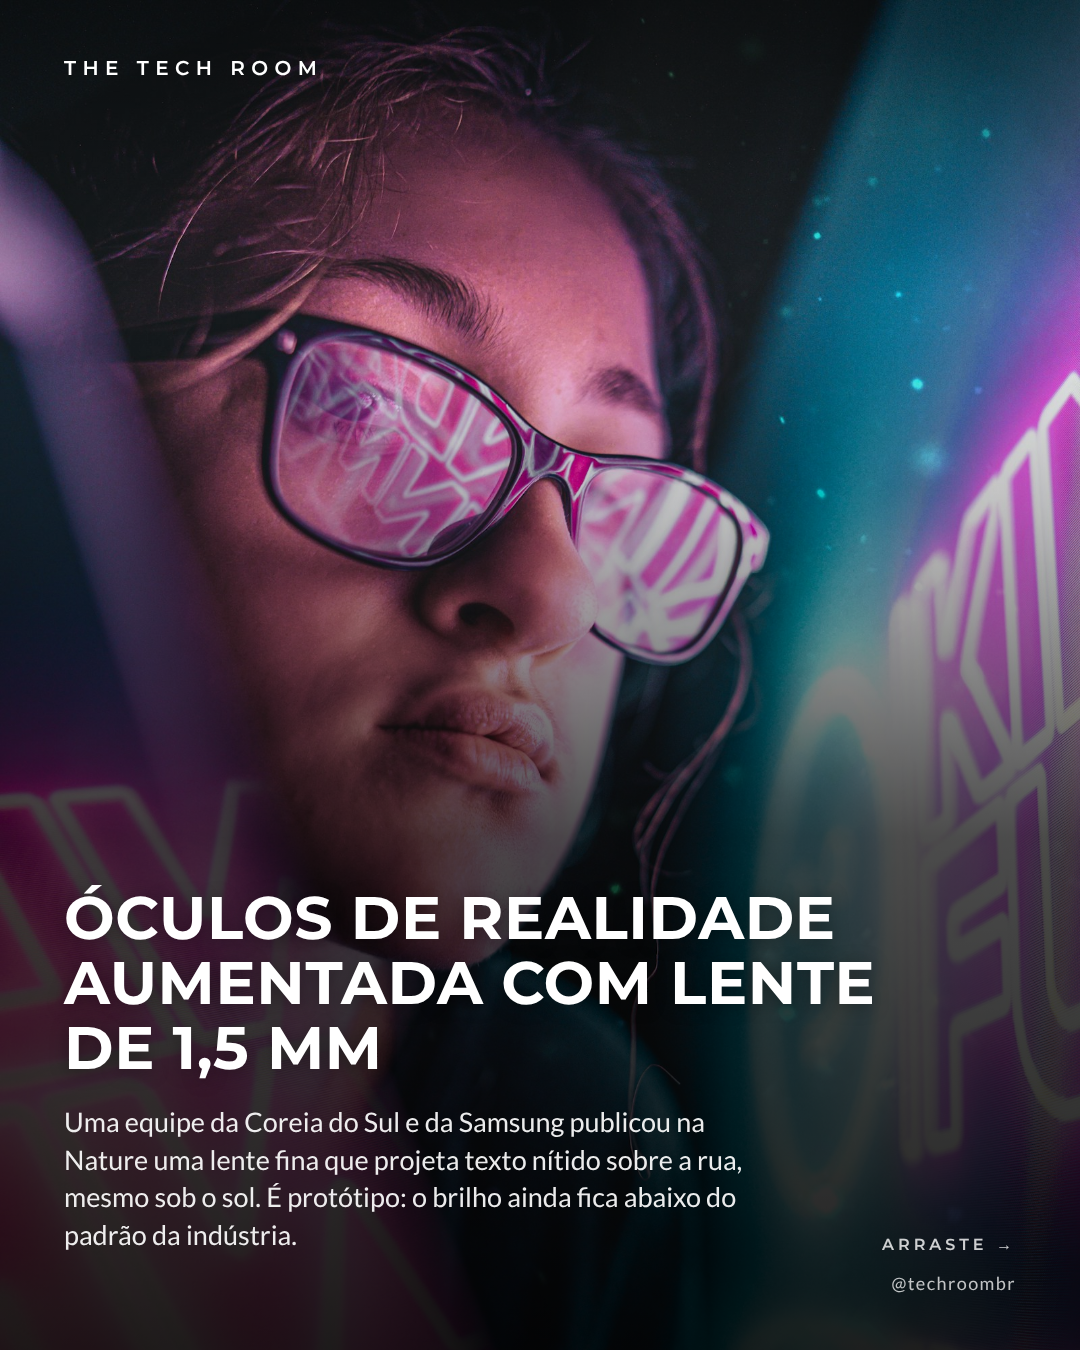 THE TECH ROOM
ÓCULOS DE REALIDADE
AUMENTADA COM LENTE
DE 1,5 MM
Uma equipe da Coreia do Sul e da Samsung publicou na
Nature uma lente fina que projeta texto nítido sobre a rua,
mesmo sob o sol. É protótipo: o brilho ainda fica abaixo do
padrão da indústria.
ARRASTE →
@techroombr